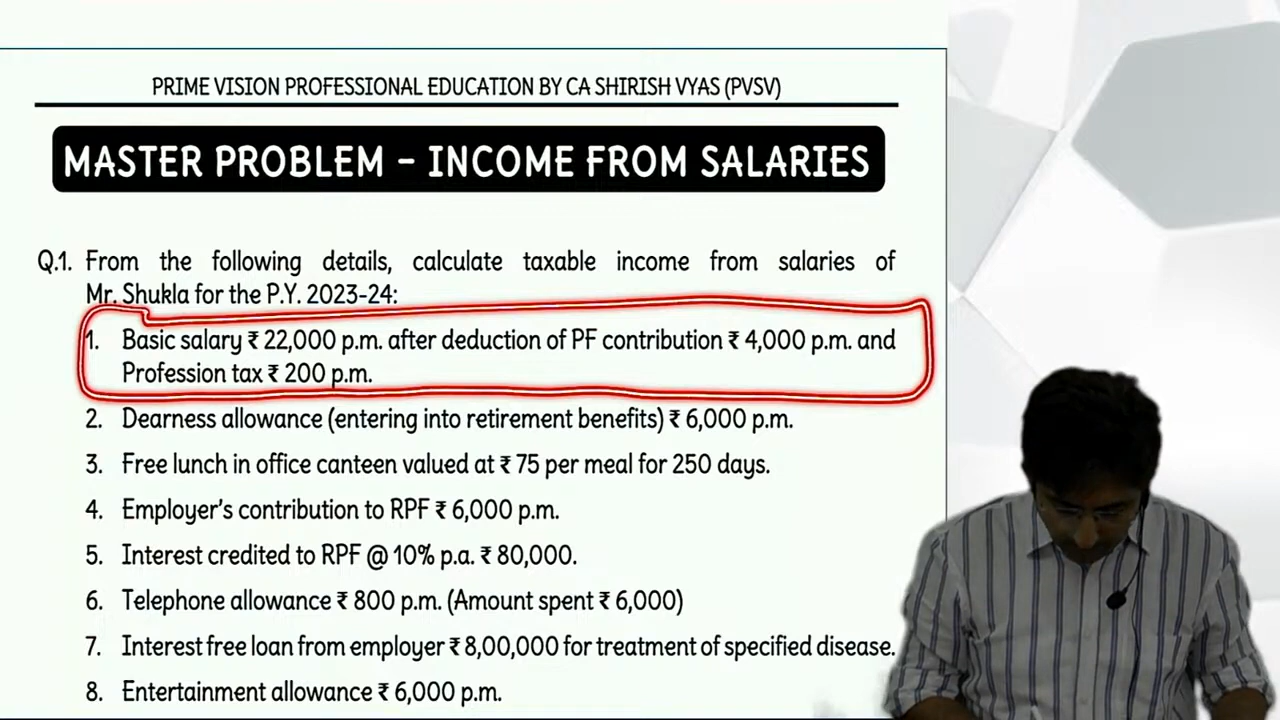 PRIME VISION PROFESSIONAL EDUCATION BY CA SHIRISH VYAS (PVSV)
MASTER PROBLEM – INCOME FROM SALARIES
Q.1. From the following details, calculate taxable income from salaries of
Mr. Shukla for the P.Y. 2023-24:
1. Basic salary ₹ 22,000 p.m. after deduction of PF contribution ₹ 4,000 p.m. and
Profession tax ₹ 200 p.m.
2. Dearness allowance (entering into retirement benefits) ₹ 6,000 p.m.
3. Free lunch in office canteen valued at ₹ 75 per meal for 250 days.
4. Employer's contribution to RPF ₹ 6,000 p.m.
5. Interest credited to RPF @ 10% p.a. ₹ 80,000.
6. Telephone allowance ₹ 800 p.m. (Amount spent ₹ 6,000)
7. Interest free loan from employer ₹ 8,00,000 for treatment of specified disease.
8. Entertainment allowance ₹ 6,000 p.m.